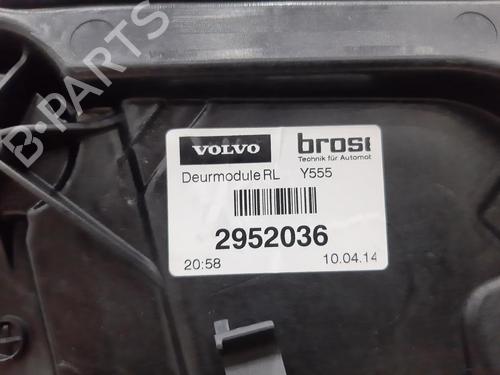 B-PARTS
VOLVO brose
Technik für Automot
Deurmodule RL Y555
2952036
20:58 10.04.14